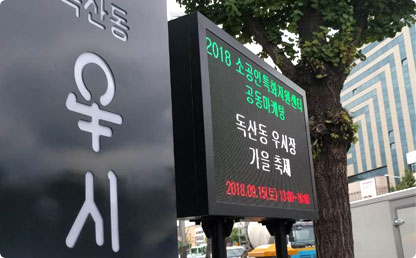 독산동
우시
2018 소공인특화지원센터
공동마케팅
독산동 우시장
가을 축제
2018.09.15(토)